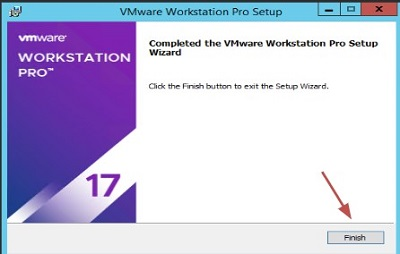 VMware Workstation Pro Setup
vmware
WORKSTATION
PRO™
17
Completed the VMware Workstation Pro Setup
Wizard
Click the Finish button to exit the Setup Wizard.
Finish